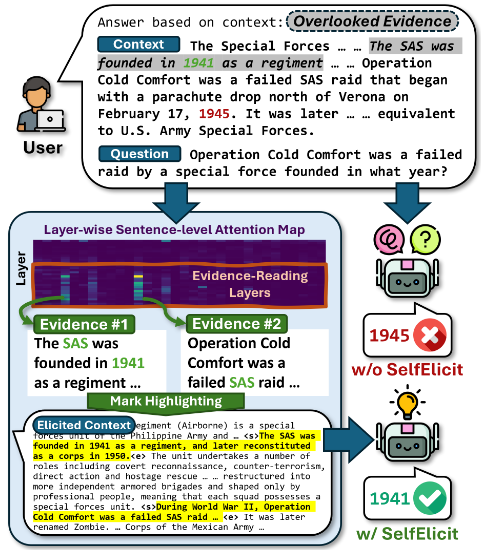 Answer based on context: Overlooked Evidence
Context The Special Forces … … The SAS was
founded in 1941 as a regiment … … Operation
Cold Comfort was a failed SAS raid that began
with a parachute drop north of Verona on
February 17, 1945. It was later … … equivalent
to U.S. Army Special Forces.
Question Operation Cold Comfort was a failed
raid by a special force founded in what year?
User
Layer-wise Sentence-level Attention Map
Layer
Evidence-Reading
Layers
Evidence #1
The SAS was
founded in 1941
as a regiment …
Evidence #2
Operation Cold
Comfort was a
failed SAS raid …
Mark Highlighting
Elicited Context
egiment (Airborne) is a special
forces unit of the Philippine Army and … <s>The SAS was
founded in 1941 as a regiment, and later reconstituted
as a corps in 1950.<e> The unit undertakes a number of
roles including covert reconnaissance, counter-terrorism,
direct action and hostage rescue … … restructured into
more independent armored brigades and shaped only by
professional people, meaning that each squad possesses a
special forces unit. <s>During World War II, Operation
Cold Comfort was a failed SAS raid … <e> It was later
renamed Zombie. … Corps of the Mexican Army …
?
1945
w/o SelfElicit
1941
w/ SelfElicit